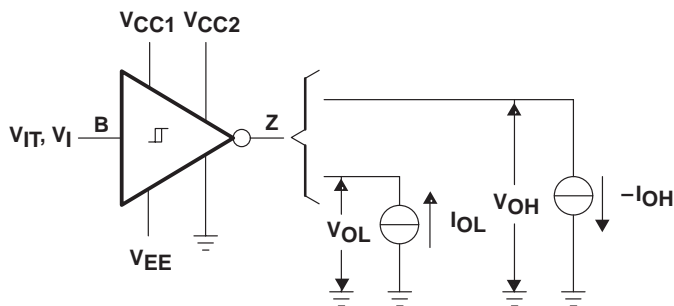 VCC1
VCC2
VIT, VI
B
Z
VEE
VOL
IOL
VOH
–IOH